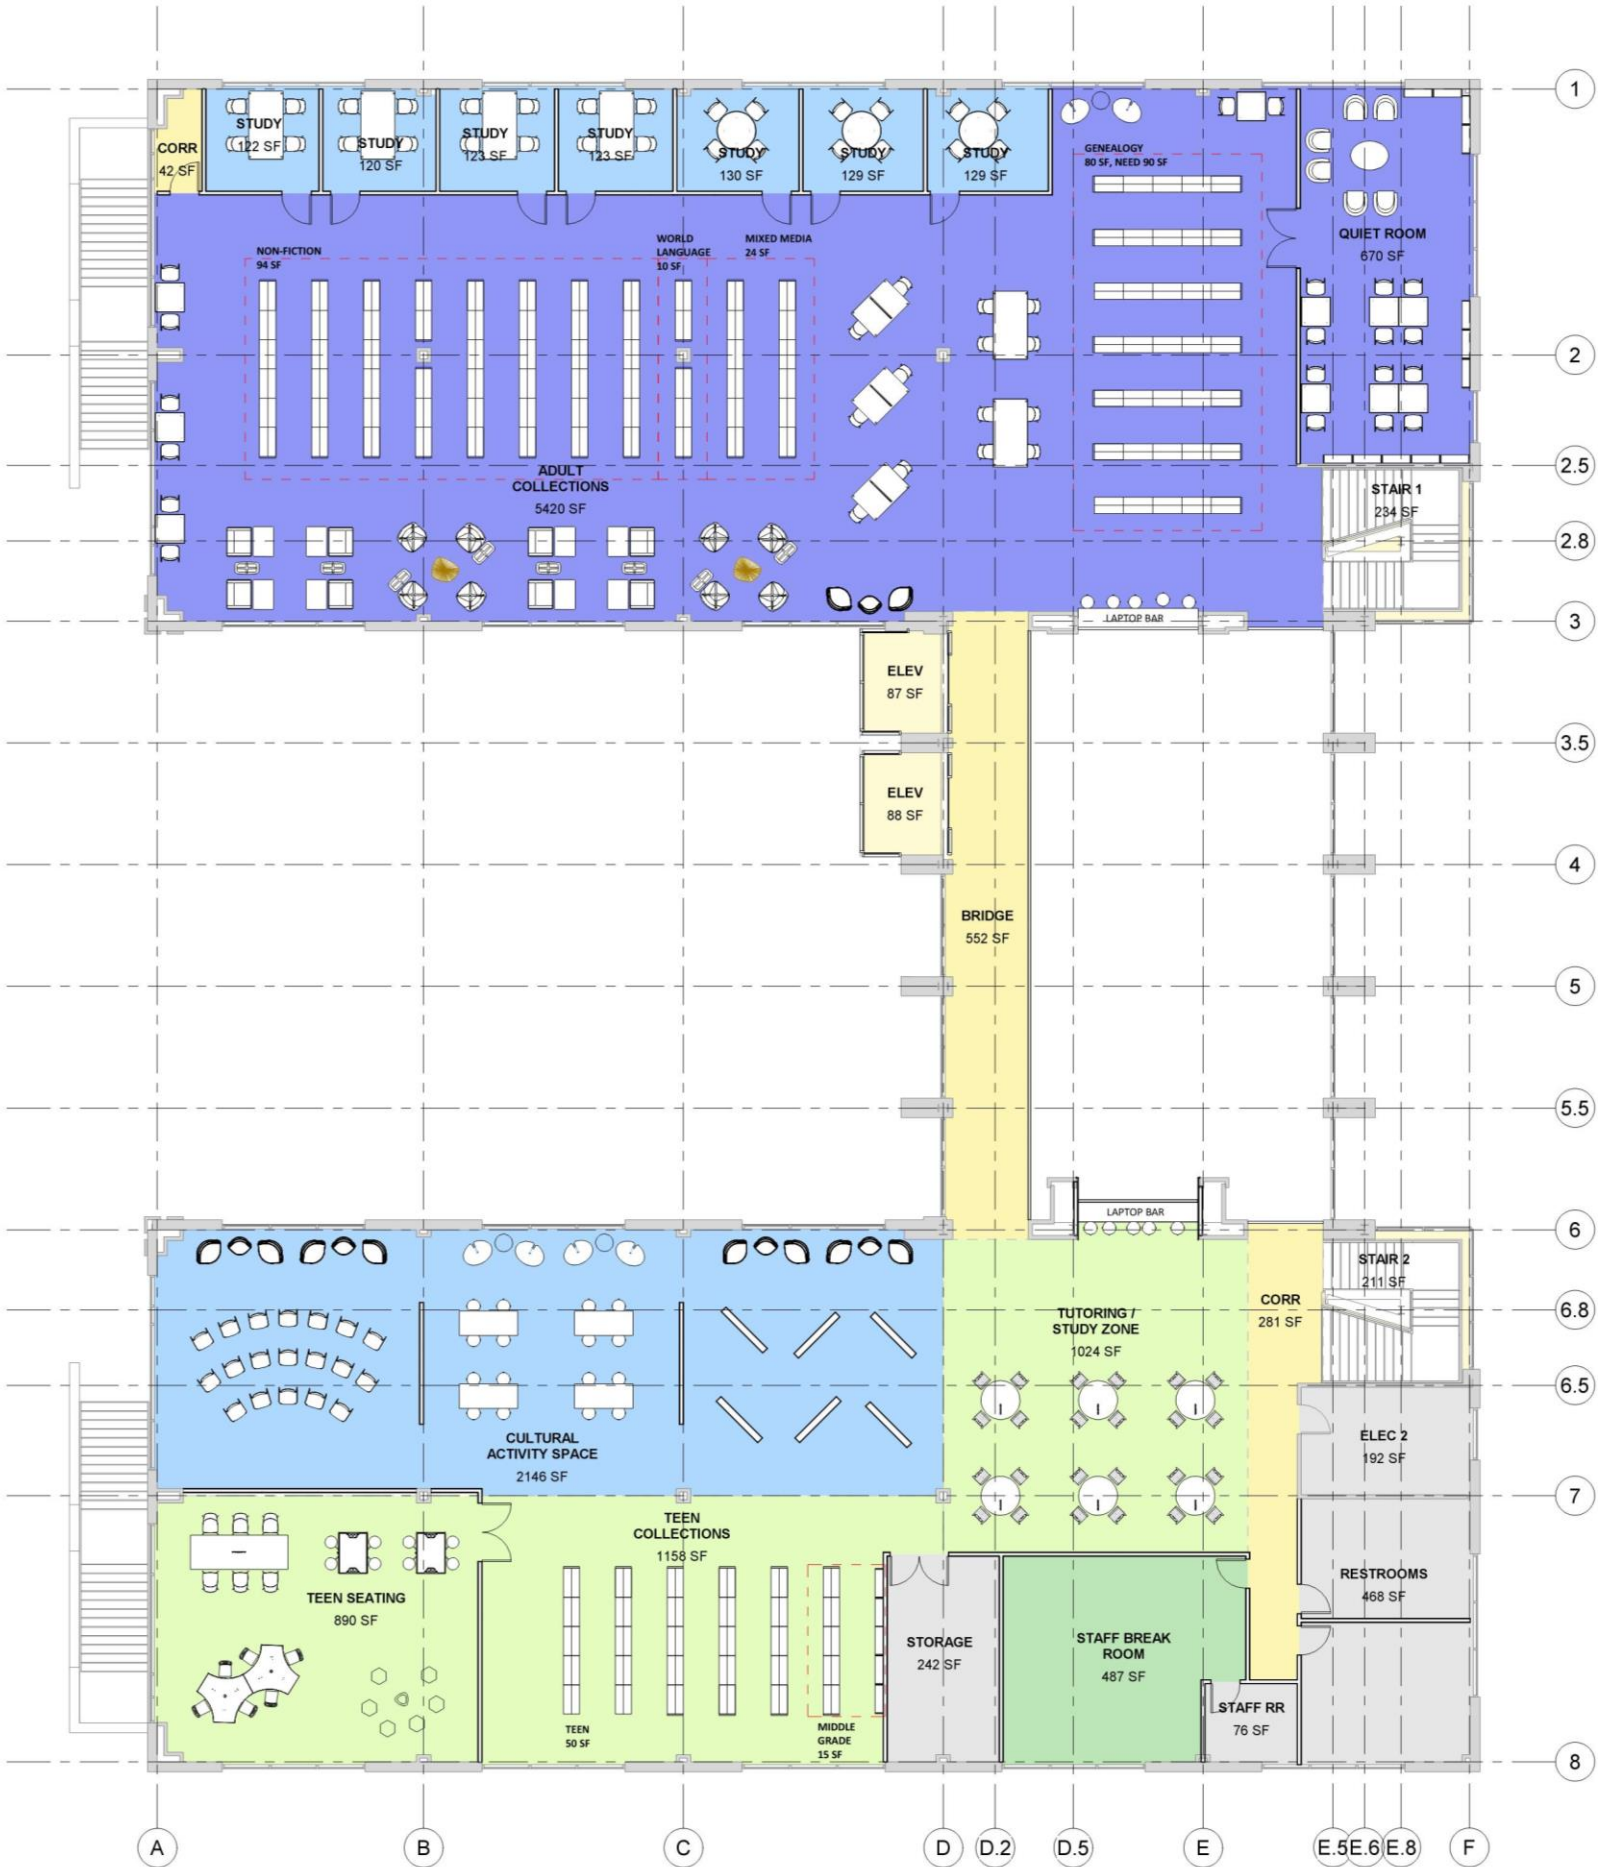 1
STUDY
122 SF
STUDY
120 SF
STUDY
123 SF
STUDY
123 SF
STUDY
130 SF
STUDY
129 SF
STUDY
129 SF
CORR
42 SF
GENEALOGY
80 SF, NEED 90 SF
QUIET ROOM
670 SF
NON-FICTION
94 SF
WORLD
LANGUAGE
10 SF
MIXED MEDIA
24 SF
2
2.5
ADULT
COLLECTIONS
5420 SF
STAIR 1
234 SF
2.8
LAPTOP BAR
3
ELEV
87 SF
3.5
ELEV
88 SF
4
BRIDGE
552 SF
5
5.5
LAPTOP BAR
6
STAIR 2
211 SF
CORR
281 SF
6.8
TUTORING /
STUDY ZONE
1024 SF
6.5
CULTURAL
ACTIVITY SPACE
2146 SF
ELEC 2
192 SF
7
TEEN
COLLECTIONS
1158 SF
TEEN SEATING
890 SF
RESTROOMS
468 SF
STORAGE
242 SF
STAFF BREAK
ROOM
487 SF
STAFF RR
76 SF
TEEN
50 SF
MIDDLE
GRADE
15 SF
8
A
B
C
D
D.2
D.5
E
E.5
E.6
E.8
F